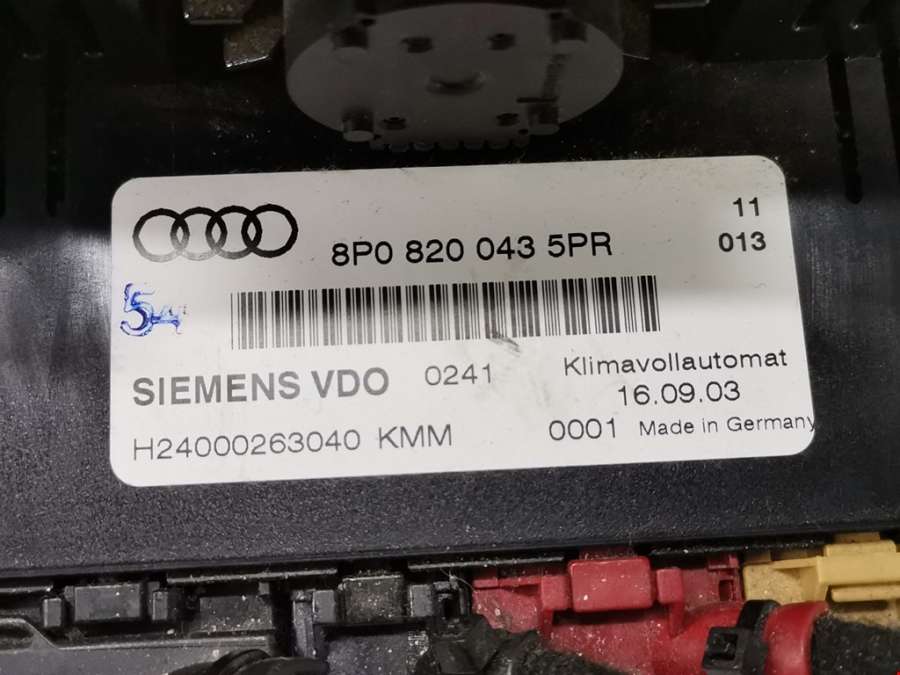 8P0 820 043 5PR
11
013
SIEMENS VDO 0241
Klimavollautomat
16.09.03
H24000263040 KMM
0001 Made in Germany